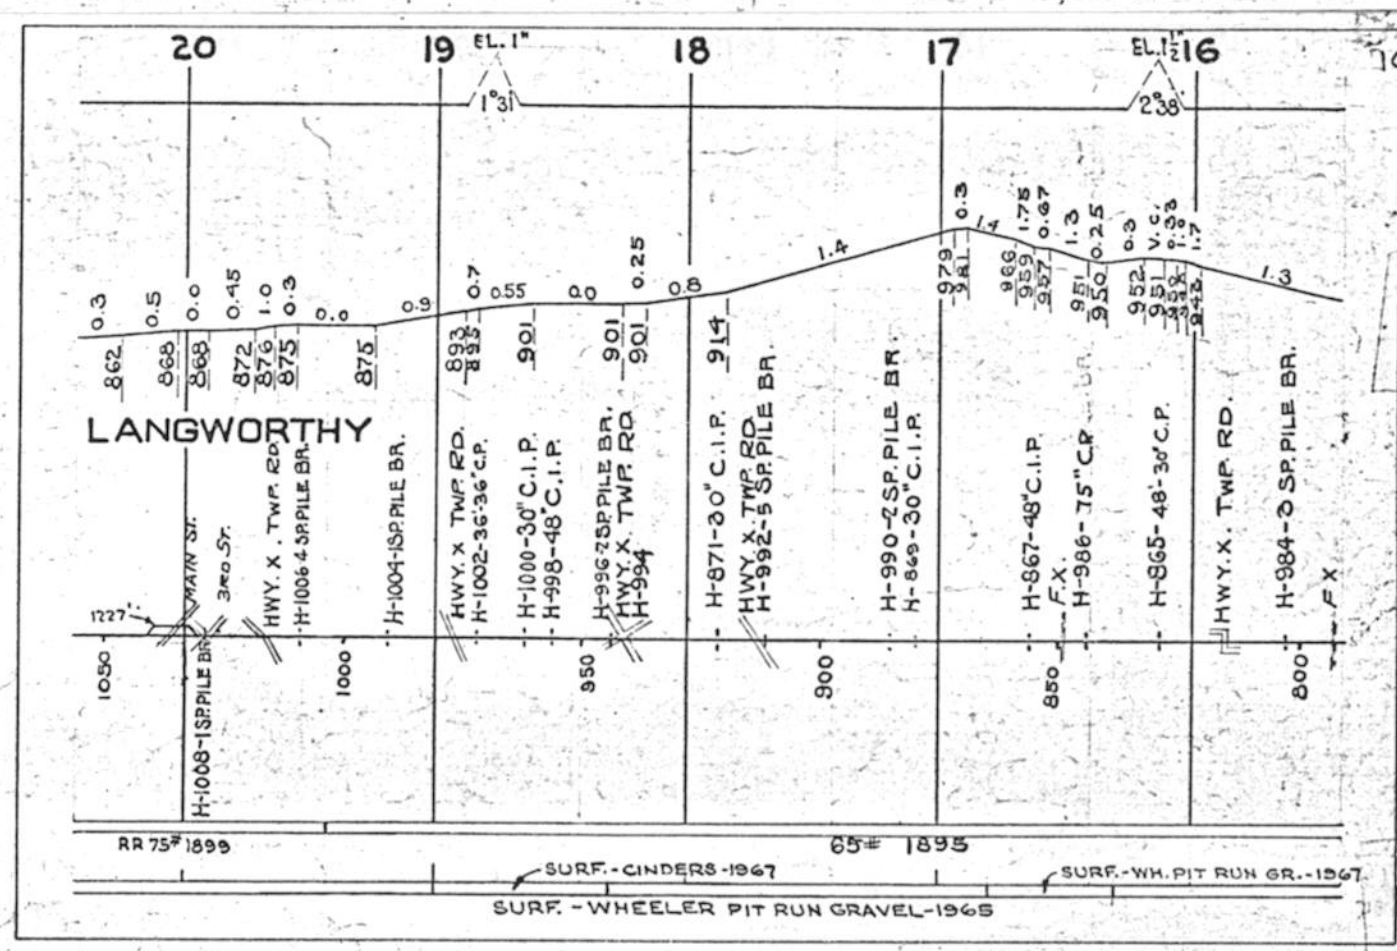 20
19
EL. 1"
18
17
EL. 1½"
16
1°31'
2°38'
0.3
0.5
0.0
0.45
1.0
0.3
0.0
0.9
0.7
0.55
0.0
0.25
0.8
1.4
0.3
1.4
1.75
0.67
1.3
0.25
0.3
V.C.
0.33
1.7
1.3
862
868
868
872
876
875
875
893
895
901
901
901
914
979
981
966
959
957
951
950
952
951
943
LANGWORTHY
MAIN ST.
3RD ST.
HWY. X. TWP. RD.
H-1006-4 SP. PILE BR.
H-1004-1 SP. PILE BR.
HWY. X TWP. RD.
H-1002-36'-36" C.P.
H-1000-30" C.I.P.
H-998-48" C.I.P.
H-996-2 SP. PILE BR.
HWY. X. TWP. RD.
H-994
H-871-30" C.I.P.
HWY. X. TWP. RD.
H-992-5 SP. PILE BR.
H-990-2 SP. PILE BR.
H-869-30" C.I.P.
H-867-48" C.I.P.
F.X.
H-986-75" C.P.
H-865-48'-30" C.P.
HWY. X. TWP. RD.
H-984-3 SP. PILE BR.
F X
1227'
1050
H-1008-1 SP. PILE BR.
1000
950
900
850
800
RR 75# 1899
65# 1895
SURF.-CINDERS-1967
SURF.-WH. PIT RUN GR.-1967
SURF. - WHEELER PIT RUN GRAVEL-1965